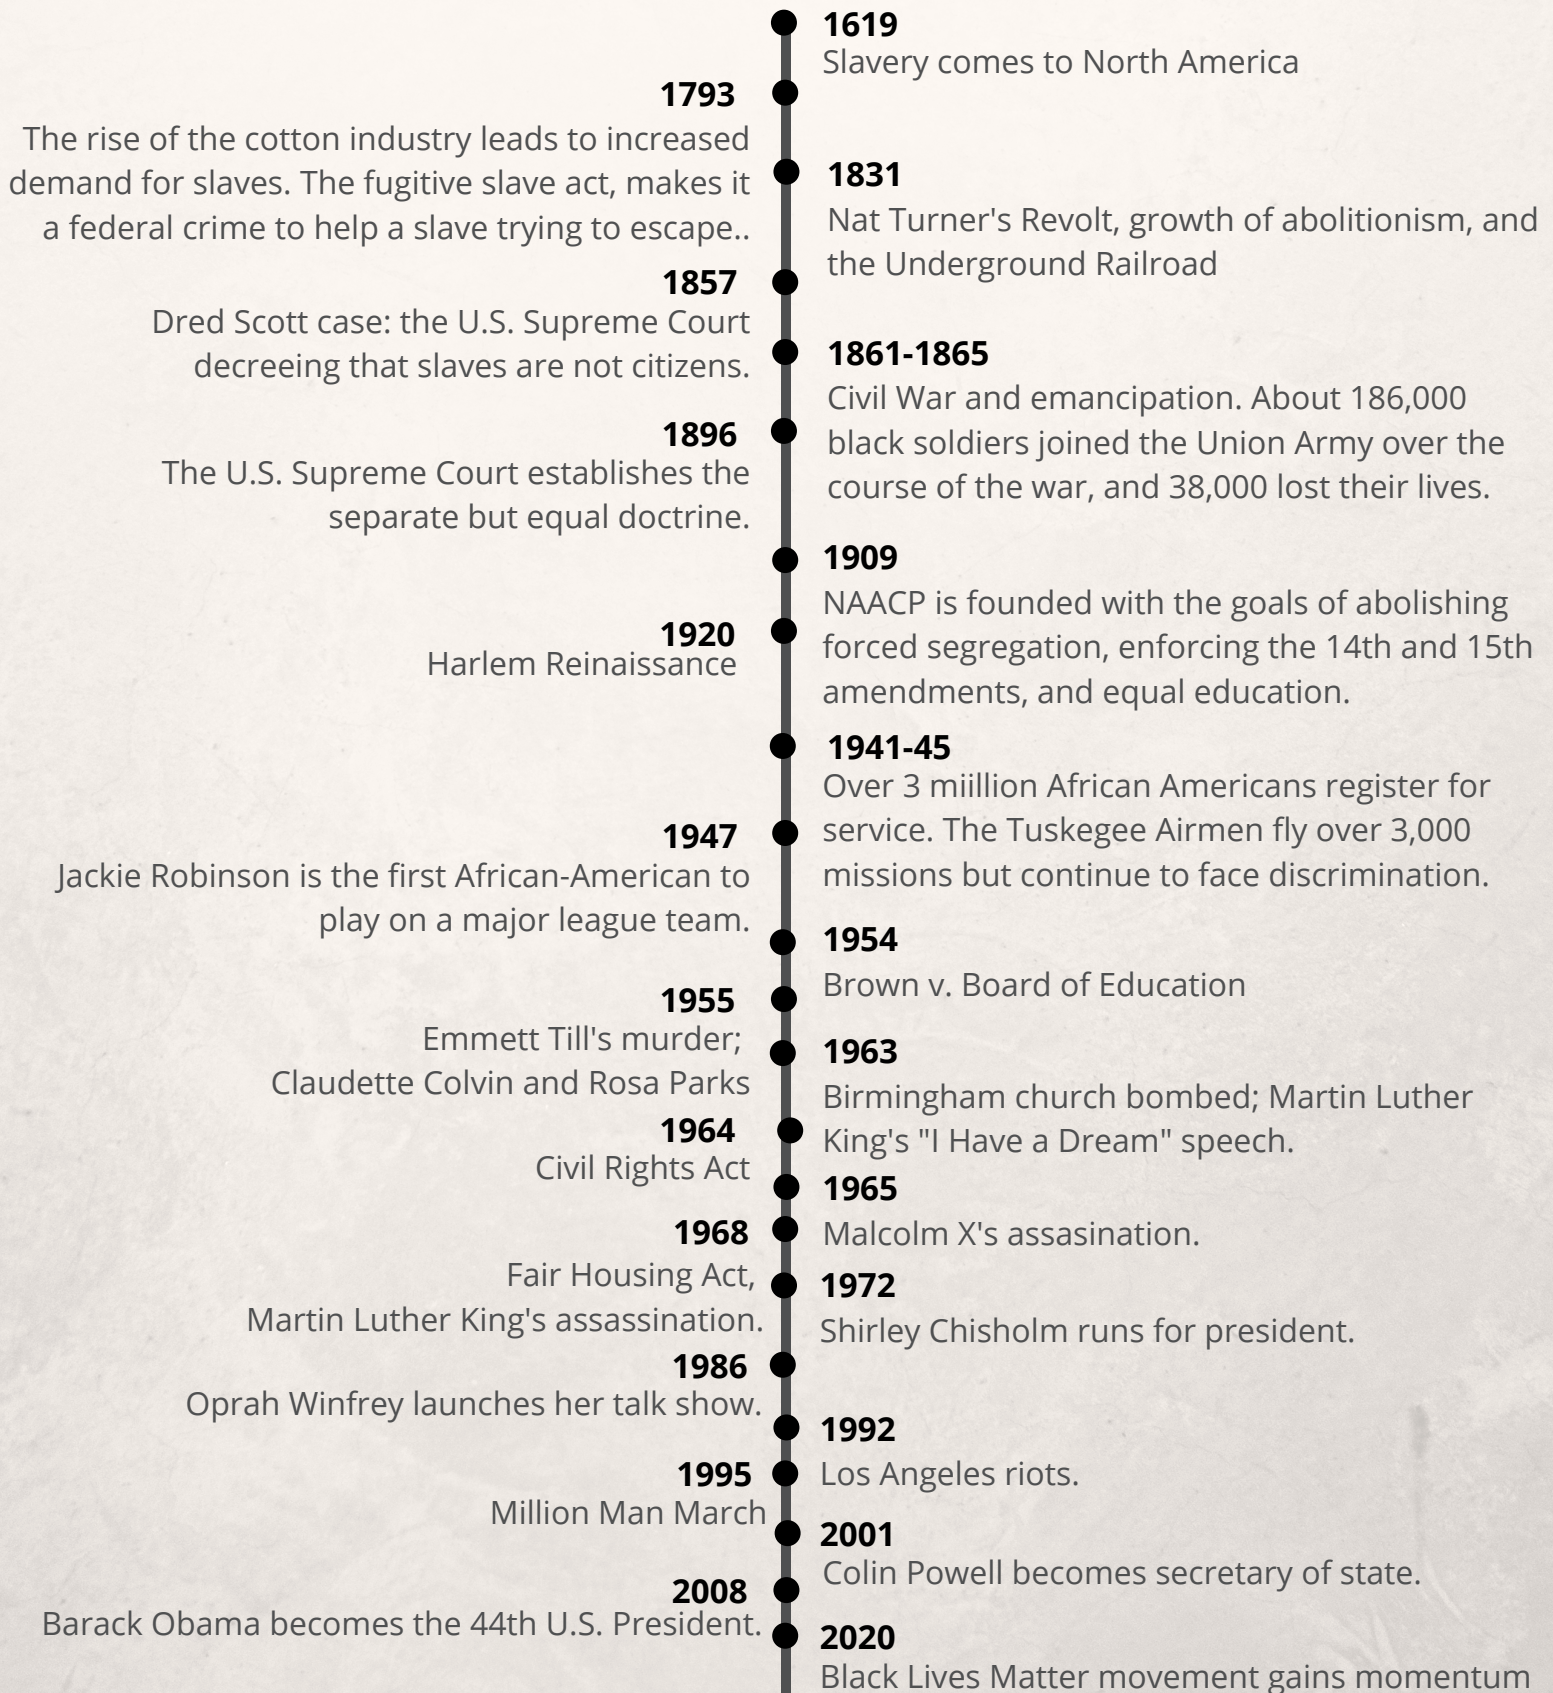 1619
Slavery comes to North America
1793
The rise of the cotton industry leads to increased
demand for slaves. The fugitive slave act, makes it
a federal crime to help a slave trying to escape..
1831
Nat Turner's Revolt, growth of abolitionism, and
the Underground Railroad
1857
Dred Scott case: the U.S. Supreme Court
decreeing that slaves are not citizens.
1861-1865
Civil War and emancipation. About 186,000
black soldiers joined the Union Army over the
course of the war, and 38,000 lost their lives.
1896
The U.S. Supreme Court establishes the
separate but equal doctrine.
1909
NAACP is founded with the goals of abolishing
forced segregation, enforcing the 14th and 15th
amendments, and equal education.
1920
Harlem Reinaissance
1941-45
Over 3 miillion African Americans register for
service. The Tuskegee Airmen fly over 3,000
missions but continue to face discrimination.
1947
Jackie Robinson is the first African-American to
play on a major league team.
1954
Brown v. Board of Education
1955
Emmett Till's murder;
Claudette Colvin and Rosa Parks
1963
Birmingham church bombed; Martin Luther
King's "I Have a Dream" speech.
1964
Civil Rights Act
1965
Malcolm X's assasination.
1968
Fair Housing Act,
Martin Luther King's assassination.
1972
Shirley Chisholm runs for president.
1986
Oprah Winfrey launches her talk show.
1992
Los Angeles riots.
1995
Million Man March
2001
Colin Powell becomes secretary of state.
2008
Barack Obama becomes the 44th U.S. President.
2020
Black Lives Matter movement gains momentum